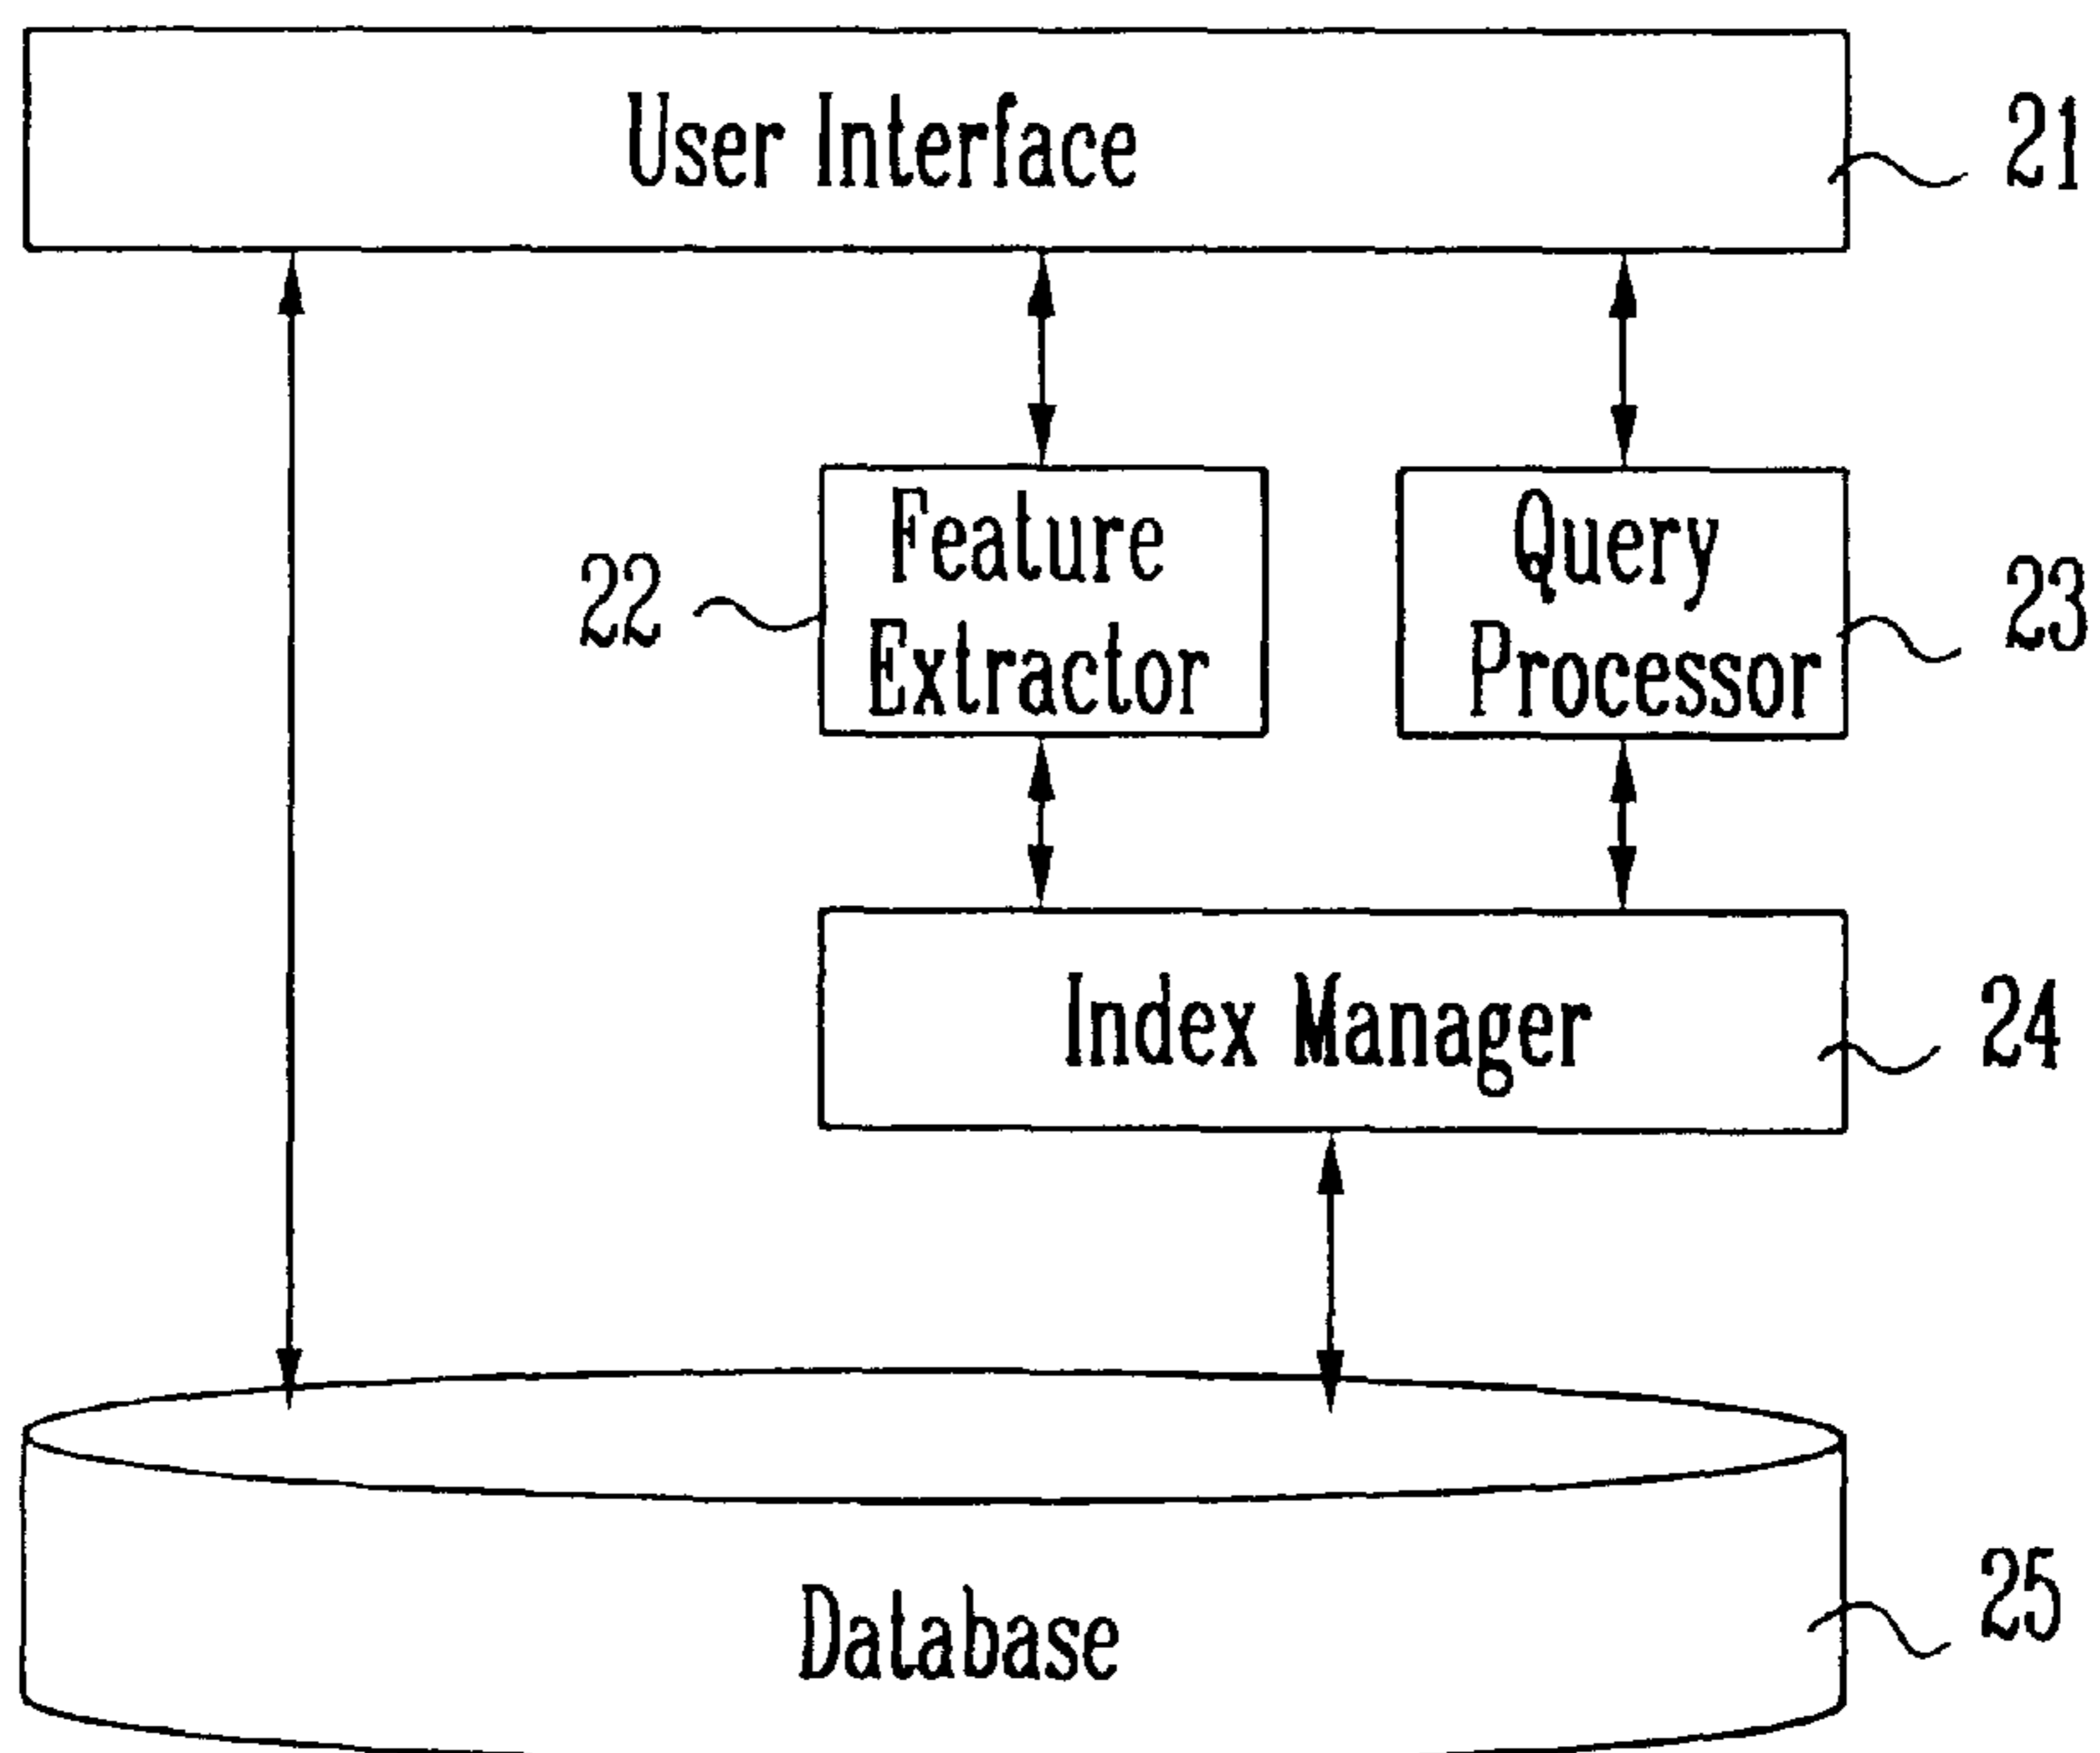 User Interface
21
Feature
Extractor
22
Query
Processor
23
Index Manager
24
Database
25